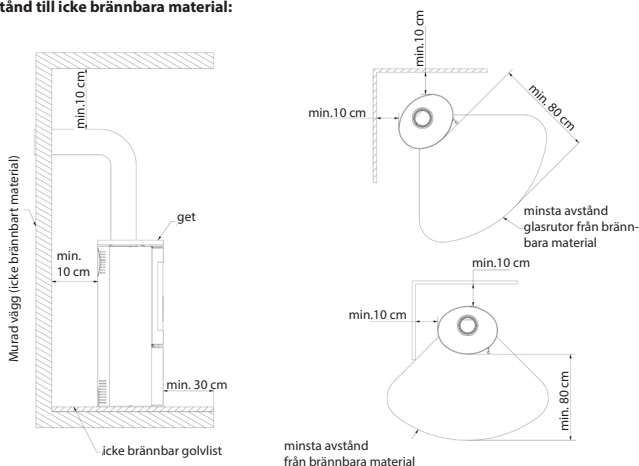 tånd till icke brännbara material:
min.10 cm
Murad vägg (icke brännbart material)
get
min.
10 cm
min. 30 cm
icke brännbar golvlist
min.10 cm
min.10 cm
min. 80 cm
minsta avstånd
glasrutor från bränn-
bara material
min.10 cm
min.10 cm
min. 80 cm
minsta avstånd
från brännbara material